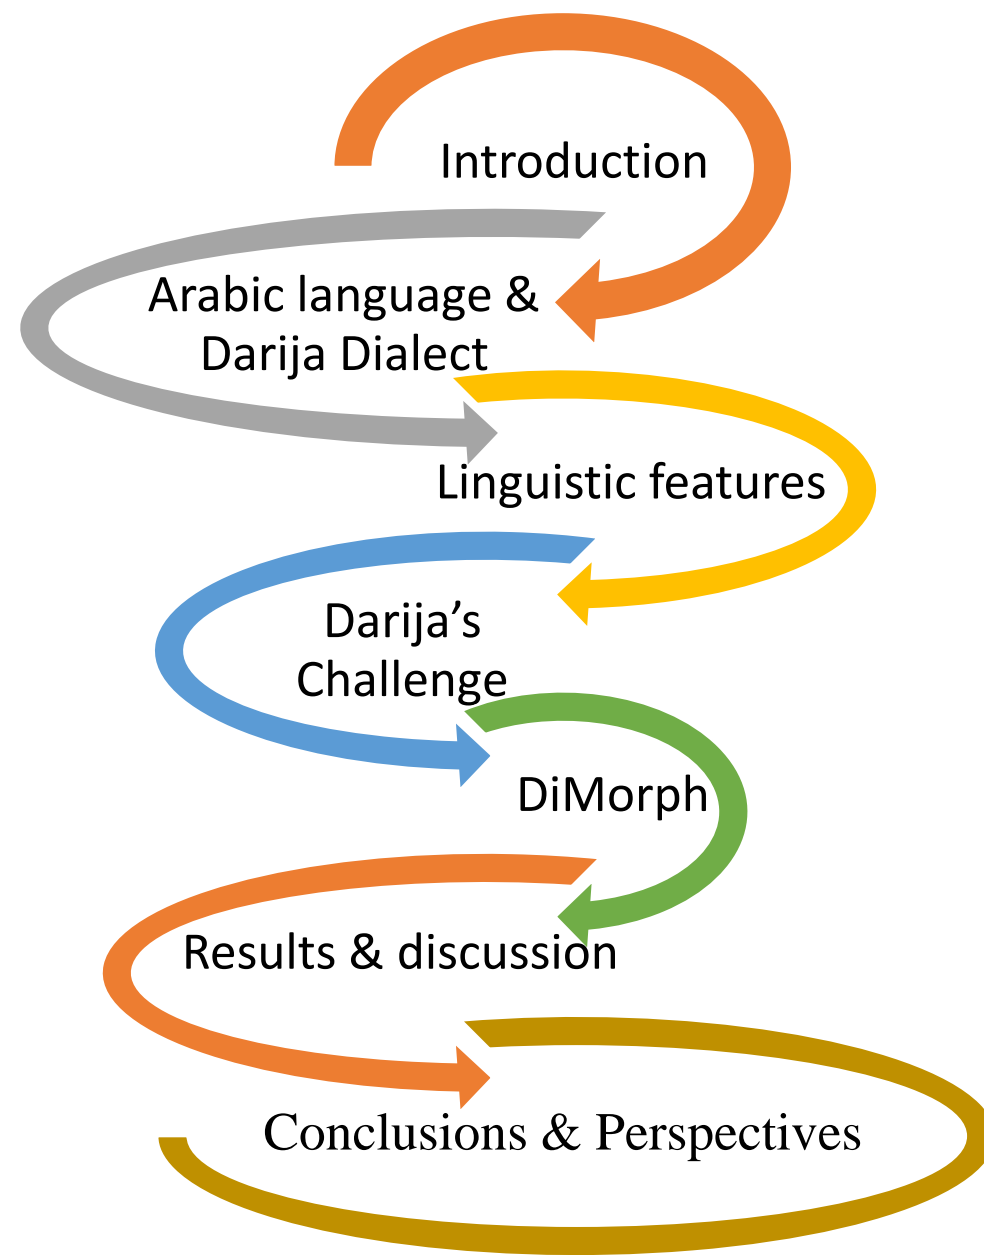 Introduction
Arabic language &
Darija Dialect
Linguistic features
Darija’s
Challenge
DiMorph
Results & discussion
Conclusions & Perspectives